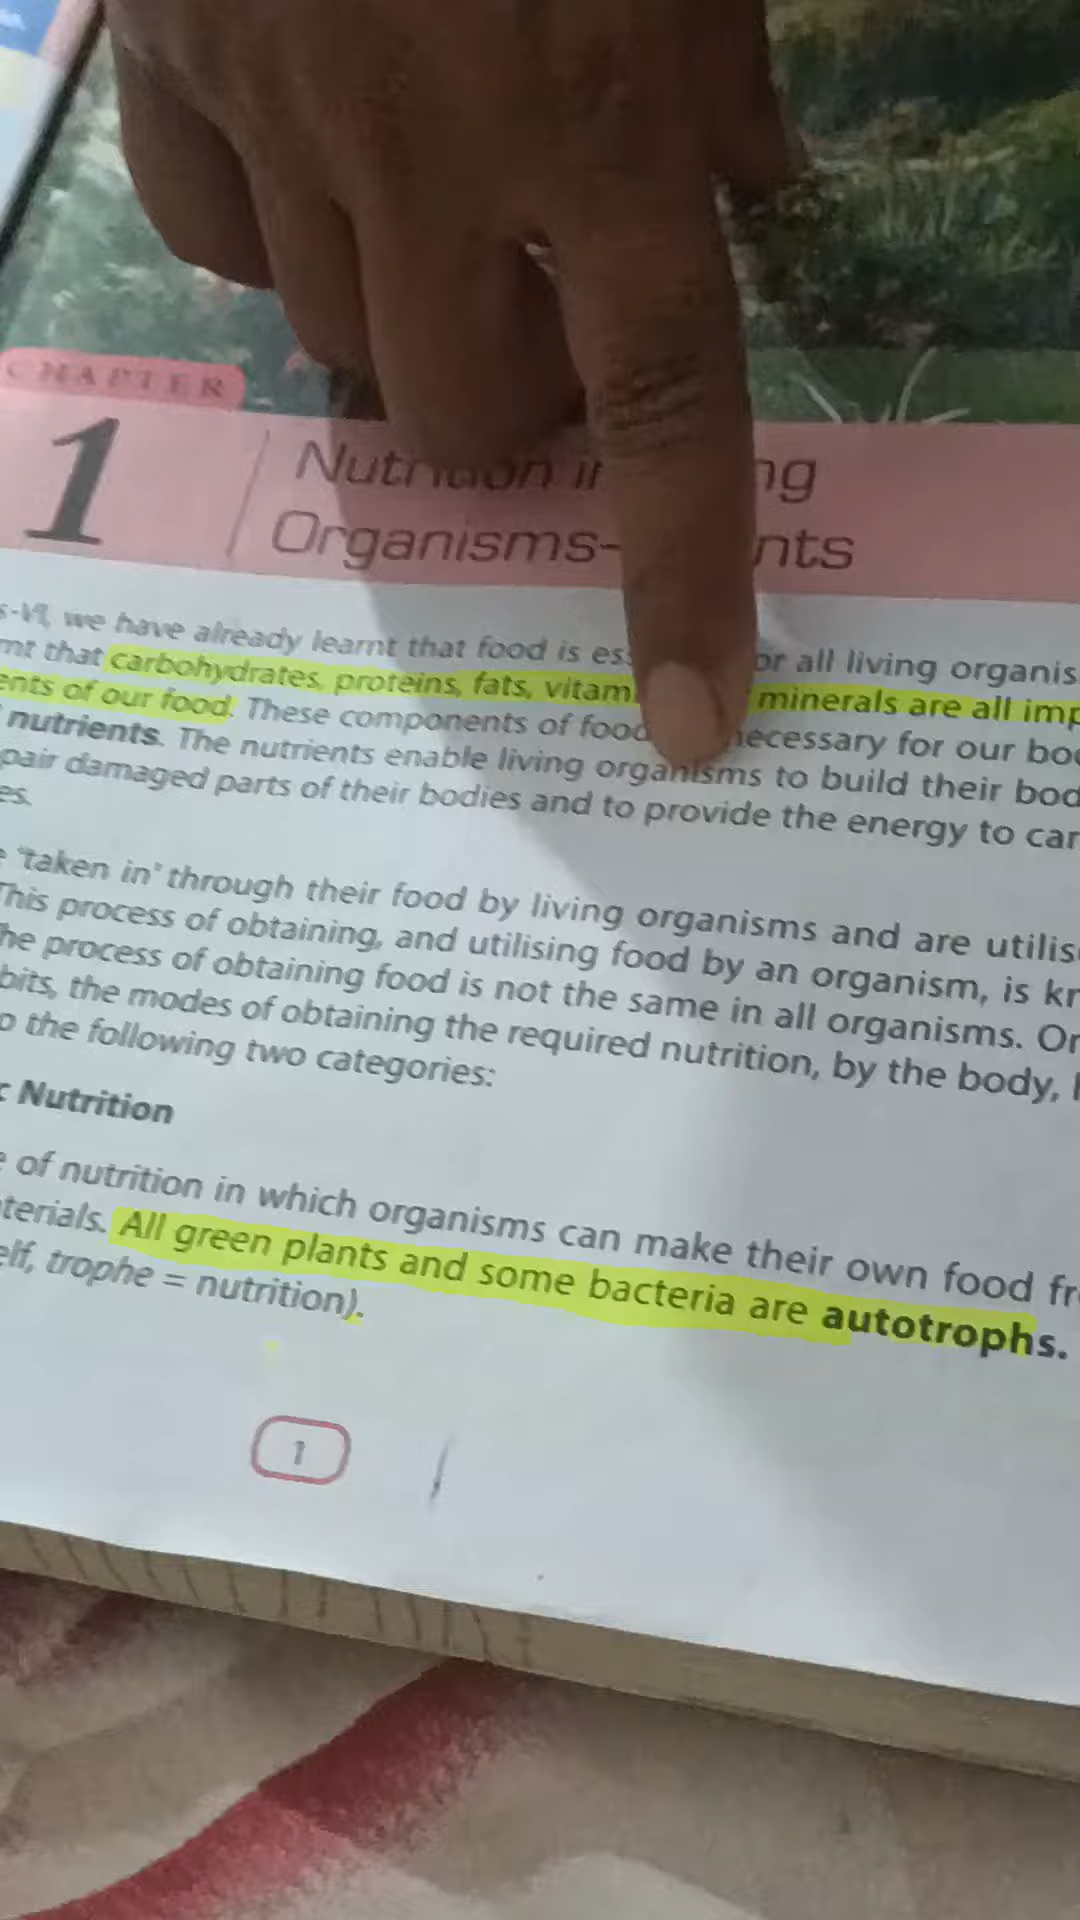 CHAPTER
1
Nutrition in
Organisms-
s-VI, we have already learnt that food is or all living organis
rnt that carbohydrates, proteins, fats, vitam minerals are all imp
ents of our food. These components of food necessary for our bod
nutrients. The nutrients enable living organisms to build their bod
pair damaged parts of their bodies and to provide the energy to car
es.
'taken in' through their food by living organisms and are utilis
This process of obtaining, and utilising food by an organism, is kn
he process of obtaining food is not the same in all organisms. On
bits, the modes of obtaining the required nutrition, by the body,
o the following two categories:
c Nutrition
e of nutrition in which organisms can make their own food fr
terials. All green plants and some bacteria are autotrophs.
elf, trophe = nutrition).
1